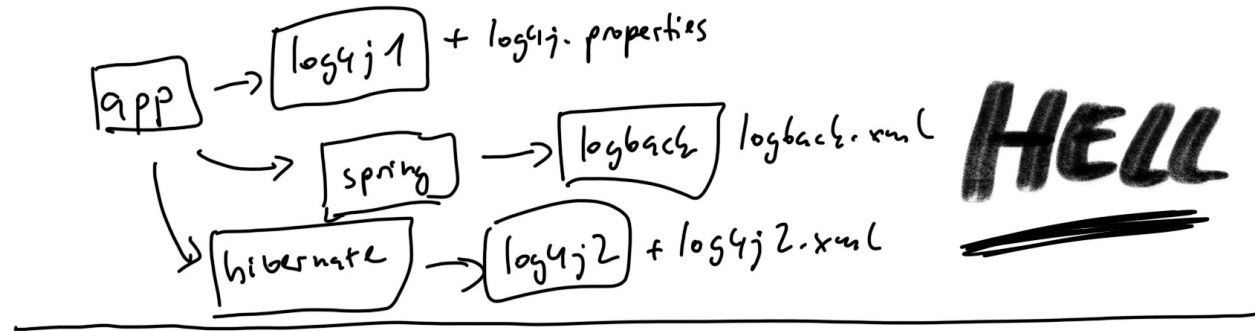 log4j1 + log4j.properties
app
spring logback logback.xml
HELL
hibernate log4j2 + log4j2.xml